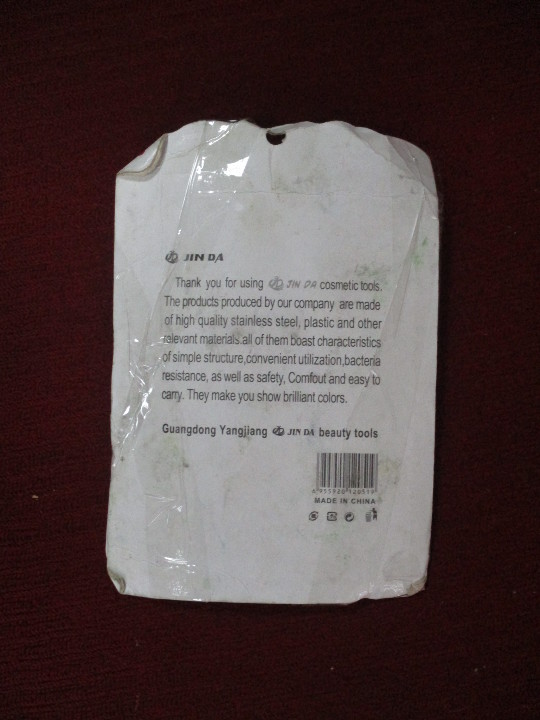 JIN DA
Thank you for using JIN DA cosmetic tools.
The products produced by our company are made
of high quality stainless steel, plastic and other
relevant materials.all of them boast characteristics
of simple structure,convenient utilization,bacteria
resistance, as well as safety, Comfout and easy to
carry. They make you show brilliant colors.
Guangdong Yangjiang JIN DA beauty tools
MADE IN CHINA